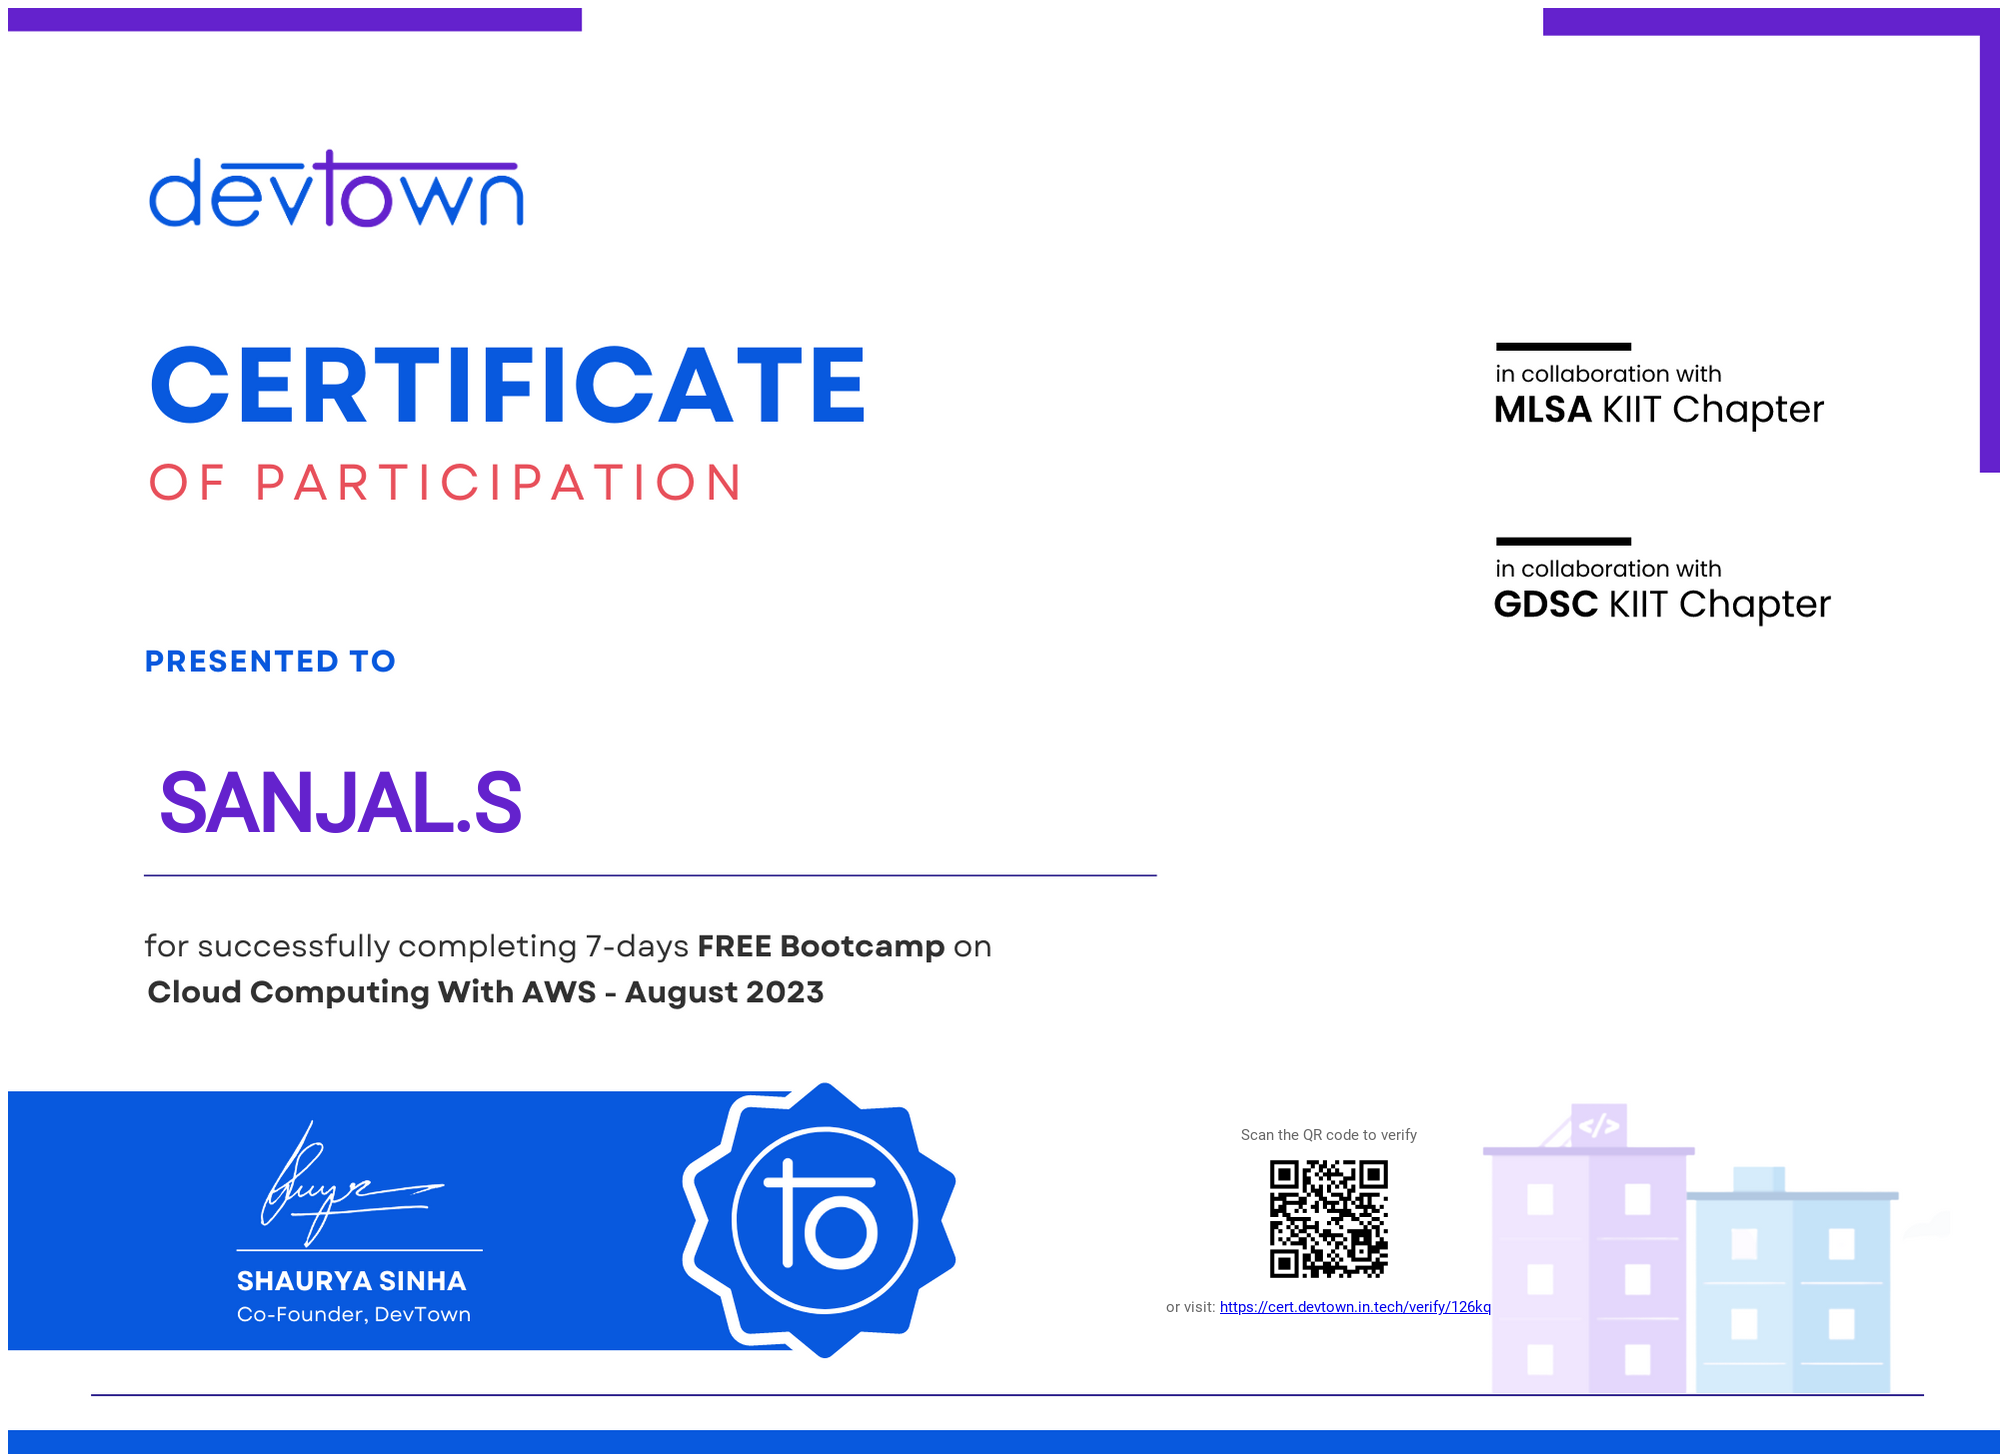 devtown
CERTIFICATE
OF PARTICIPATION
in collaboration with
MLSA KIIT Chapter
in collaboration with
GDSC KIIT Chapter
PRESENTED TO
SANJAL.S
for successfully completing 7-days FREE Bootcamp on
Cloud Computing With AWS - August 2023
SHAURYA SINHA
Co-Founder, DevTown
to
Scan the QR code to verify
or visit: https://cert.devtown.in.tech/verify/126kq
</>